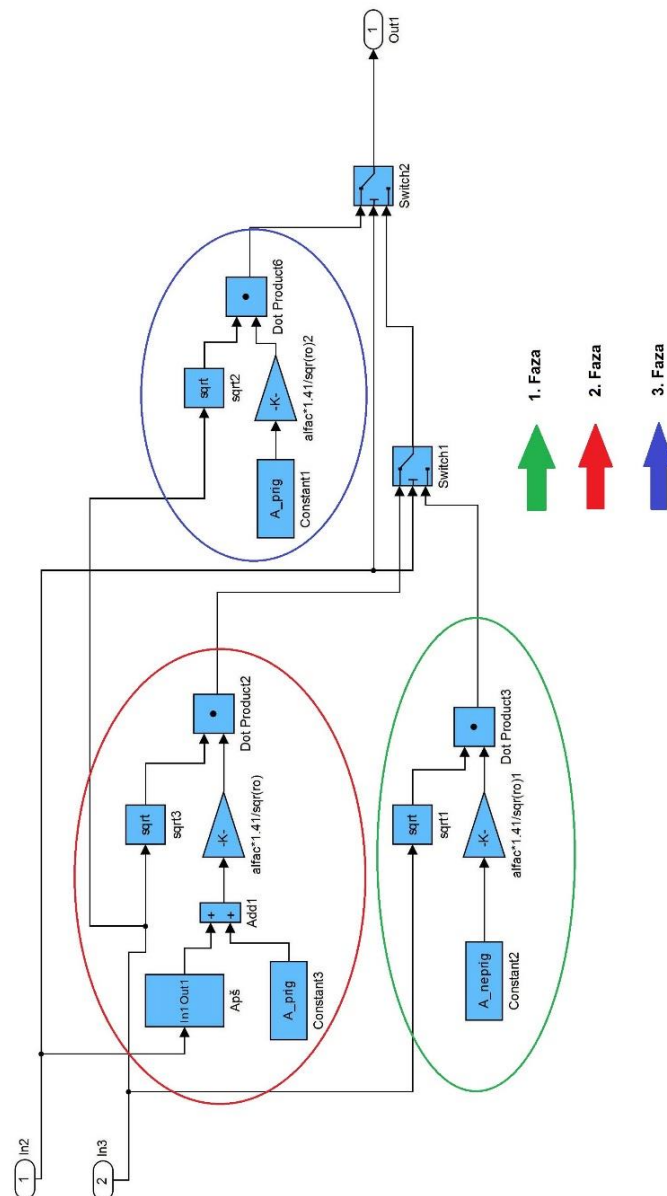 1
In2
2
In3
In1
Out1
Apš
A_prig
Constant3
+
+
Add1
-K-
alfac*1.41/sqr(ro)
sqrt
sqrt3
Dot Product2
A_neprig
Constant2
-K-
alfac*1.41/sqr(ro)1
sqrt
sqrt1
Dot Product3
A_prig
Constant1
-K-
alfac*1.41/sqr(ro)2
sqrt
sqrt2
Dot Product6
Switch1
Switch2
1
Out1
1. Faza
2. Faza
3. Faza